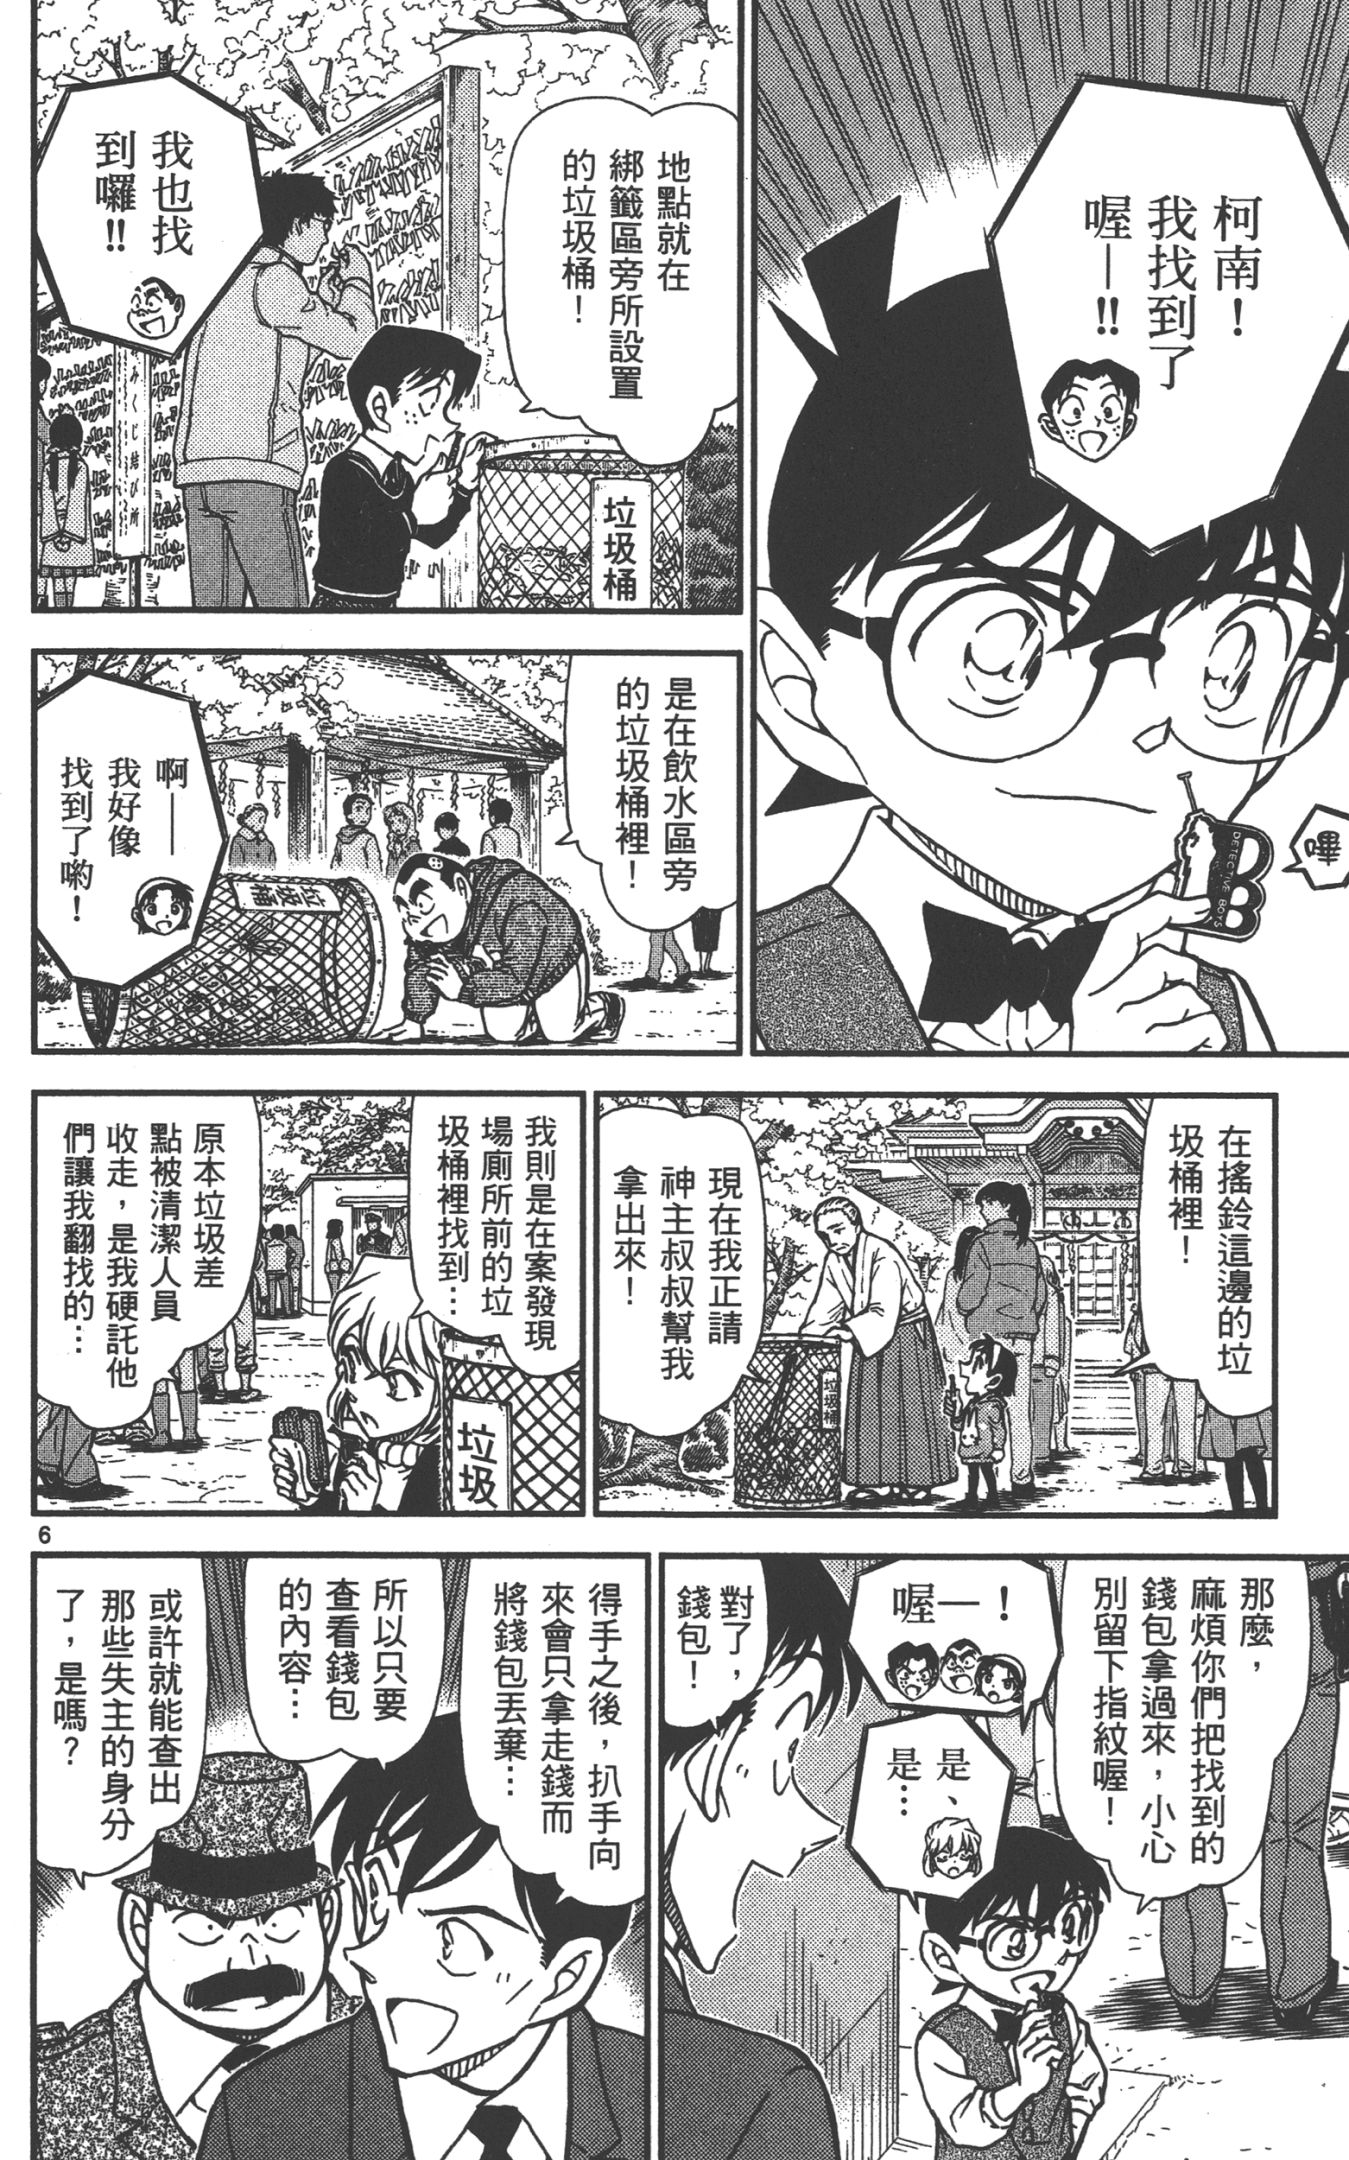 柯南！
我找到了
喔—!!
嗶
DETECTIVE BOYS
地點就在
綁籤區旁所設置
的垃圾桶！
垃圾桶
我也找
到囉!!
みくじ結び所
是在飲水區旁
的垃圾桶裡！
垃圾桶
啊——
我好像
找到了喲！
在搖鈴這邊的垃
圾桶裡！
現在我正請
神主叔叔幫我
拿出來！
垃圾桶
我則是在案發現
場廁所前的垃
圾桶裡找到…
原本垃圾差
點被清潔人員
收走，是我硬託他
們讓我翻找的…
垃圾
6
那麼，
麻煩你們把找到的
錢包拿過來，小心
別留下指紋喔！
喔—！
是、
是…
對了，
錢包！
得手之後，扒手向
來會只拿走錢而
將錢包丟棄…
所以只要
查看錢包
的內容…
或許就能查出
那些失主的身分
了，是嗎？